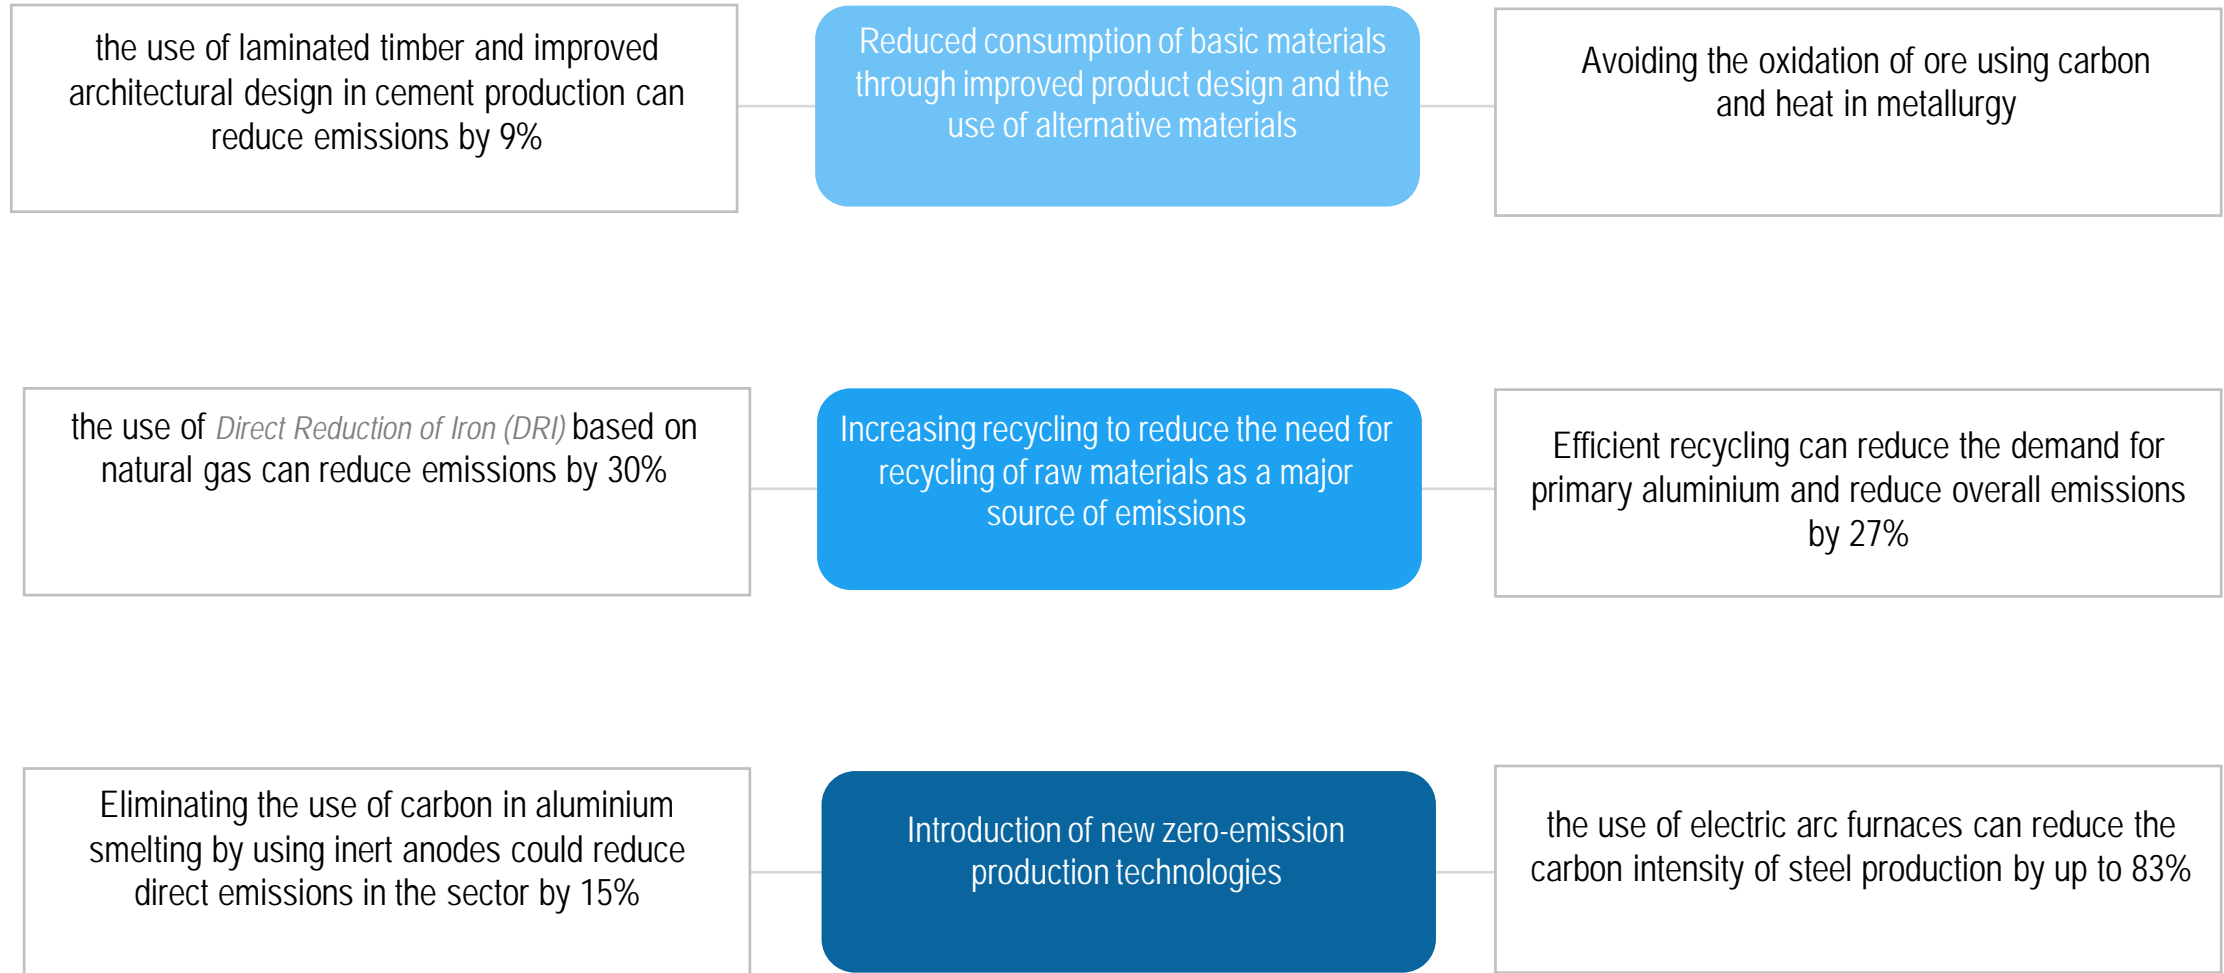 the use of laminated timber and improved
architectural design in cement production can
reduce emissions by 9%
Reduced consumption of basic materials
through improved product design and the
use of alternative materials
Avoiding the oxidation of ore using carbon
and heat in metallurgy
the use of Direct Reduction of Iron (DRI) based on
natural gas can reduce emissions by 30%
Increasing recycling to reduce the need for
recycling of raw materials as a major
source of emissions
Efficient recycling can reduce the demand for
primary aluminium and reduce overall emissions
by 27%
Eliminating the use of carbon in aluminium
smelting by using inert anodes could reduce
direct emissions in the sector by 15%
Introduction of new zero-emission
production technologies
the use of electric arc furnaces can reduce the
carbon intensity of steel production by up to 83%